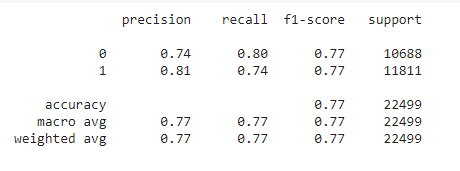 precision recall f1-score support
0 0.74 0.80 0.77 10688
1 0.81 0.74 0.77 11811
accuracy 0.77 22499
macro avg 0.77 0.77 0.77 22499
weighted avg 0.77 0.77 0.77 22499